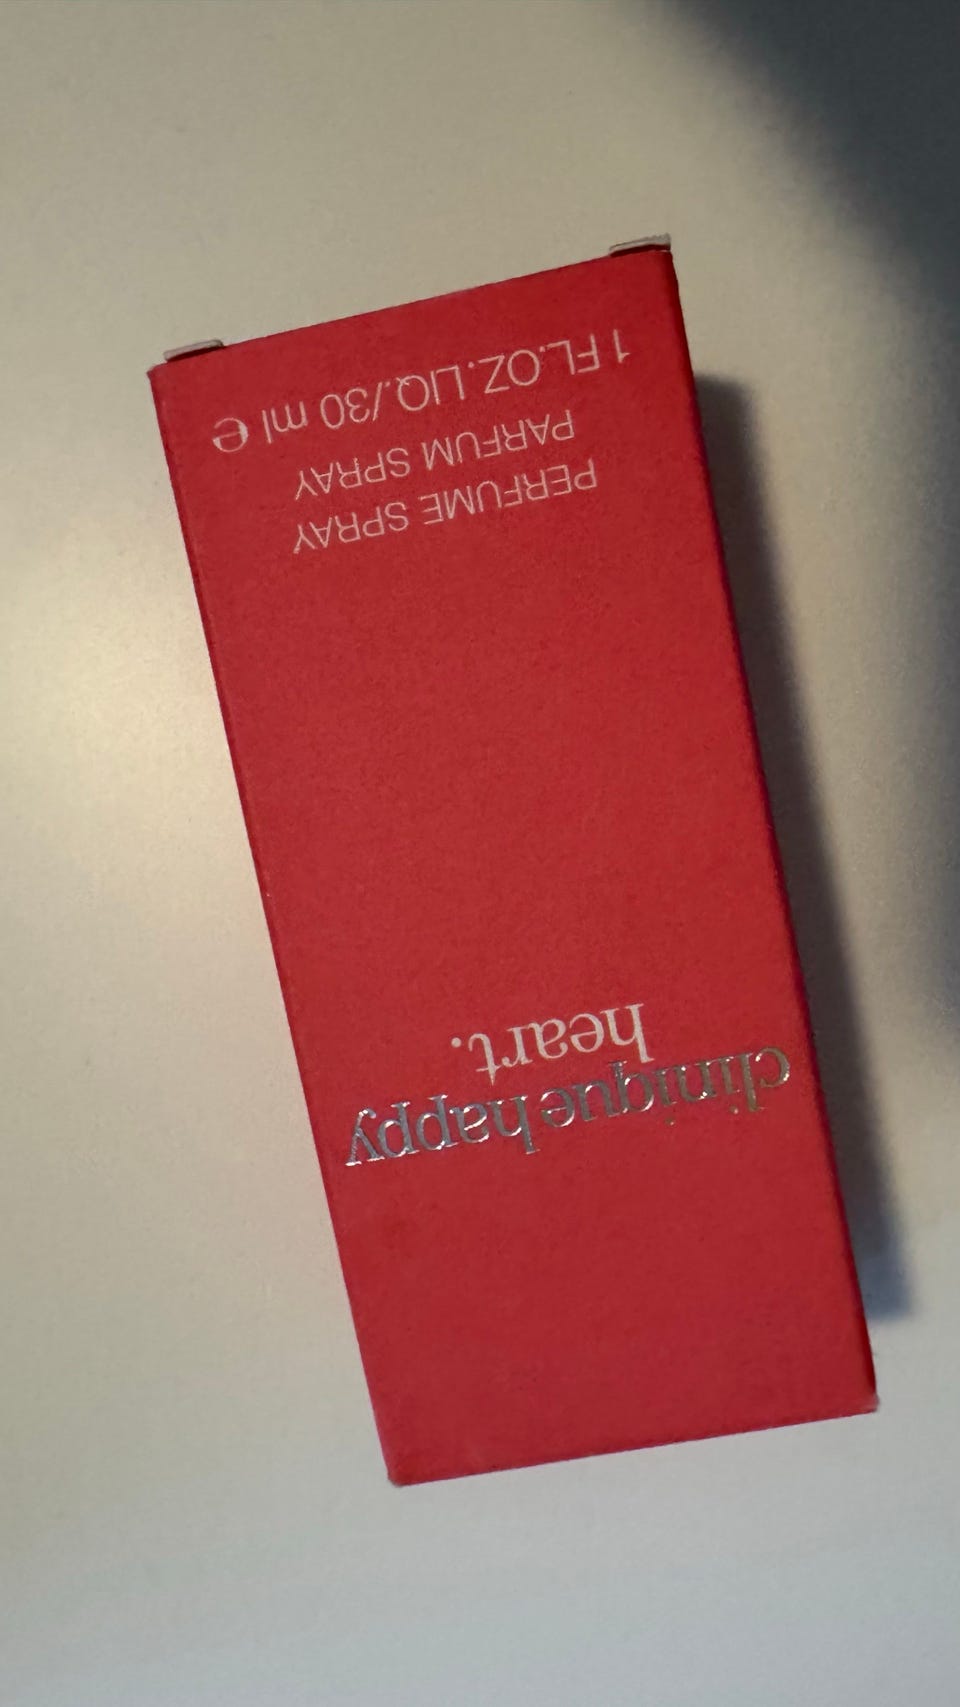 clinique happy
heart.
PERFUME SPRAY
PARFUM SPRAY
1 FL.OZ.LIQ./30 ml e